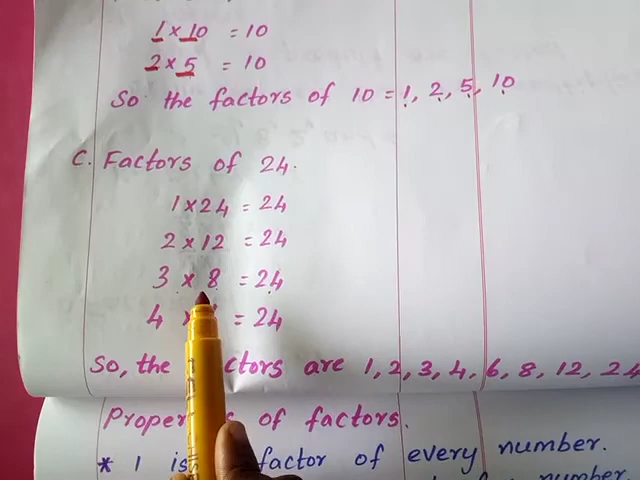 1 × 10 = 10
2 × 5 = 10
So the factors of 10 = 1, 2, 5, 10
C. Factors of 24.
1 × 24 = 24
2 × 12 = 24
3 × 8 = 24
4 × = 24
So, the ctors are 1, 2, 3, 4, 6, 8, 12, 24
of factors.
* 1 is factor of every number.
number